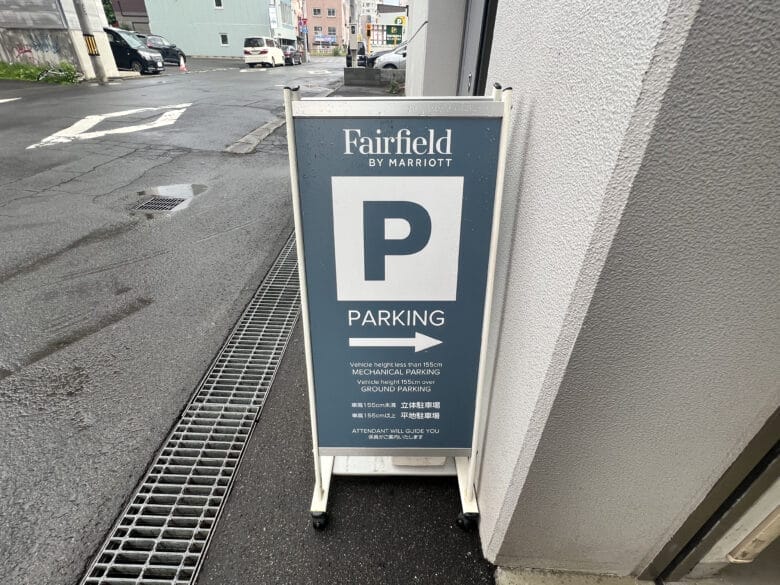 Fairfield
BY MARRIOTT
P
PARKING
Vehicle height less than 155cm
MECHANICAL PARKING
Vehicle height 155cm over
GROUND PARKING
車高155cm未満 立体駐車場
車高155cm以上 平地駐車場
ATTENDANT WILL GUIDE YOU
係員がご案内いたします